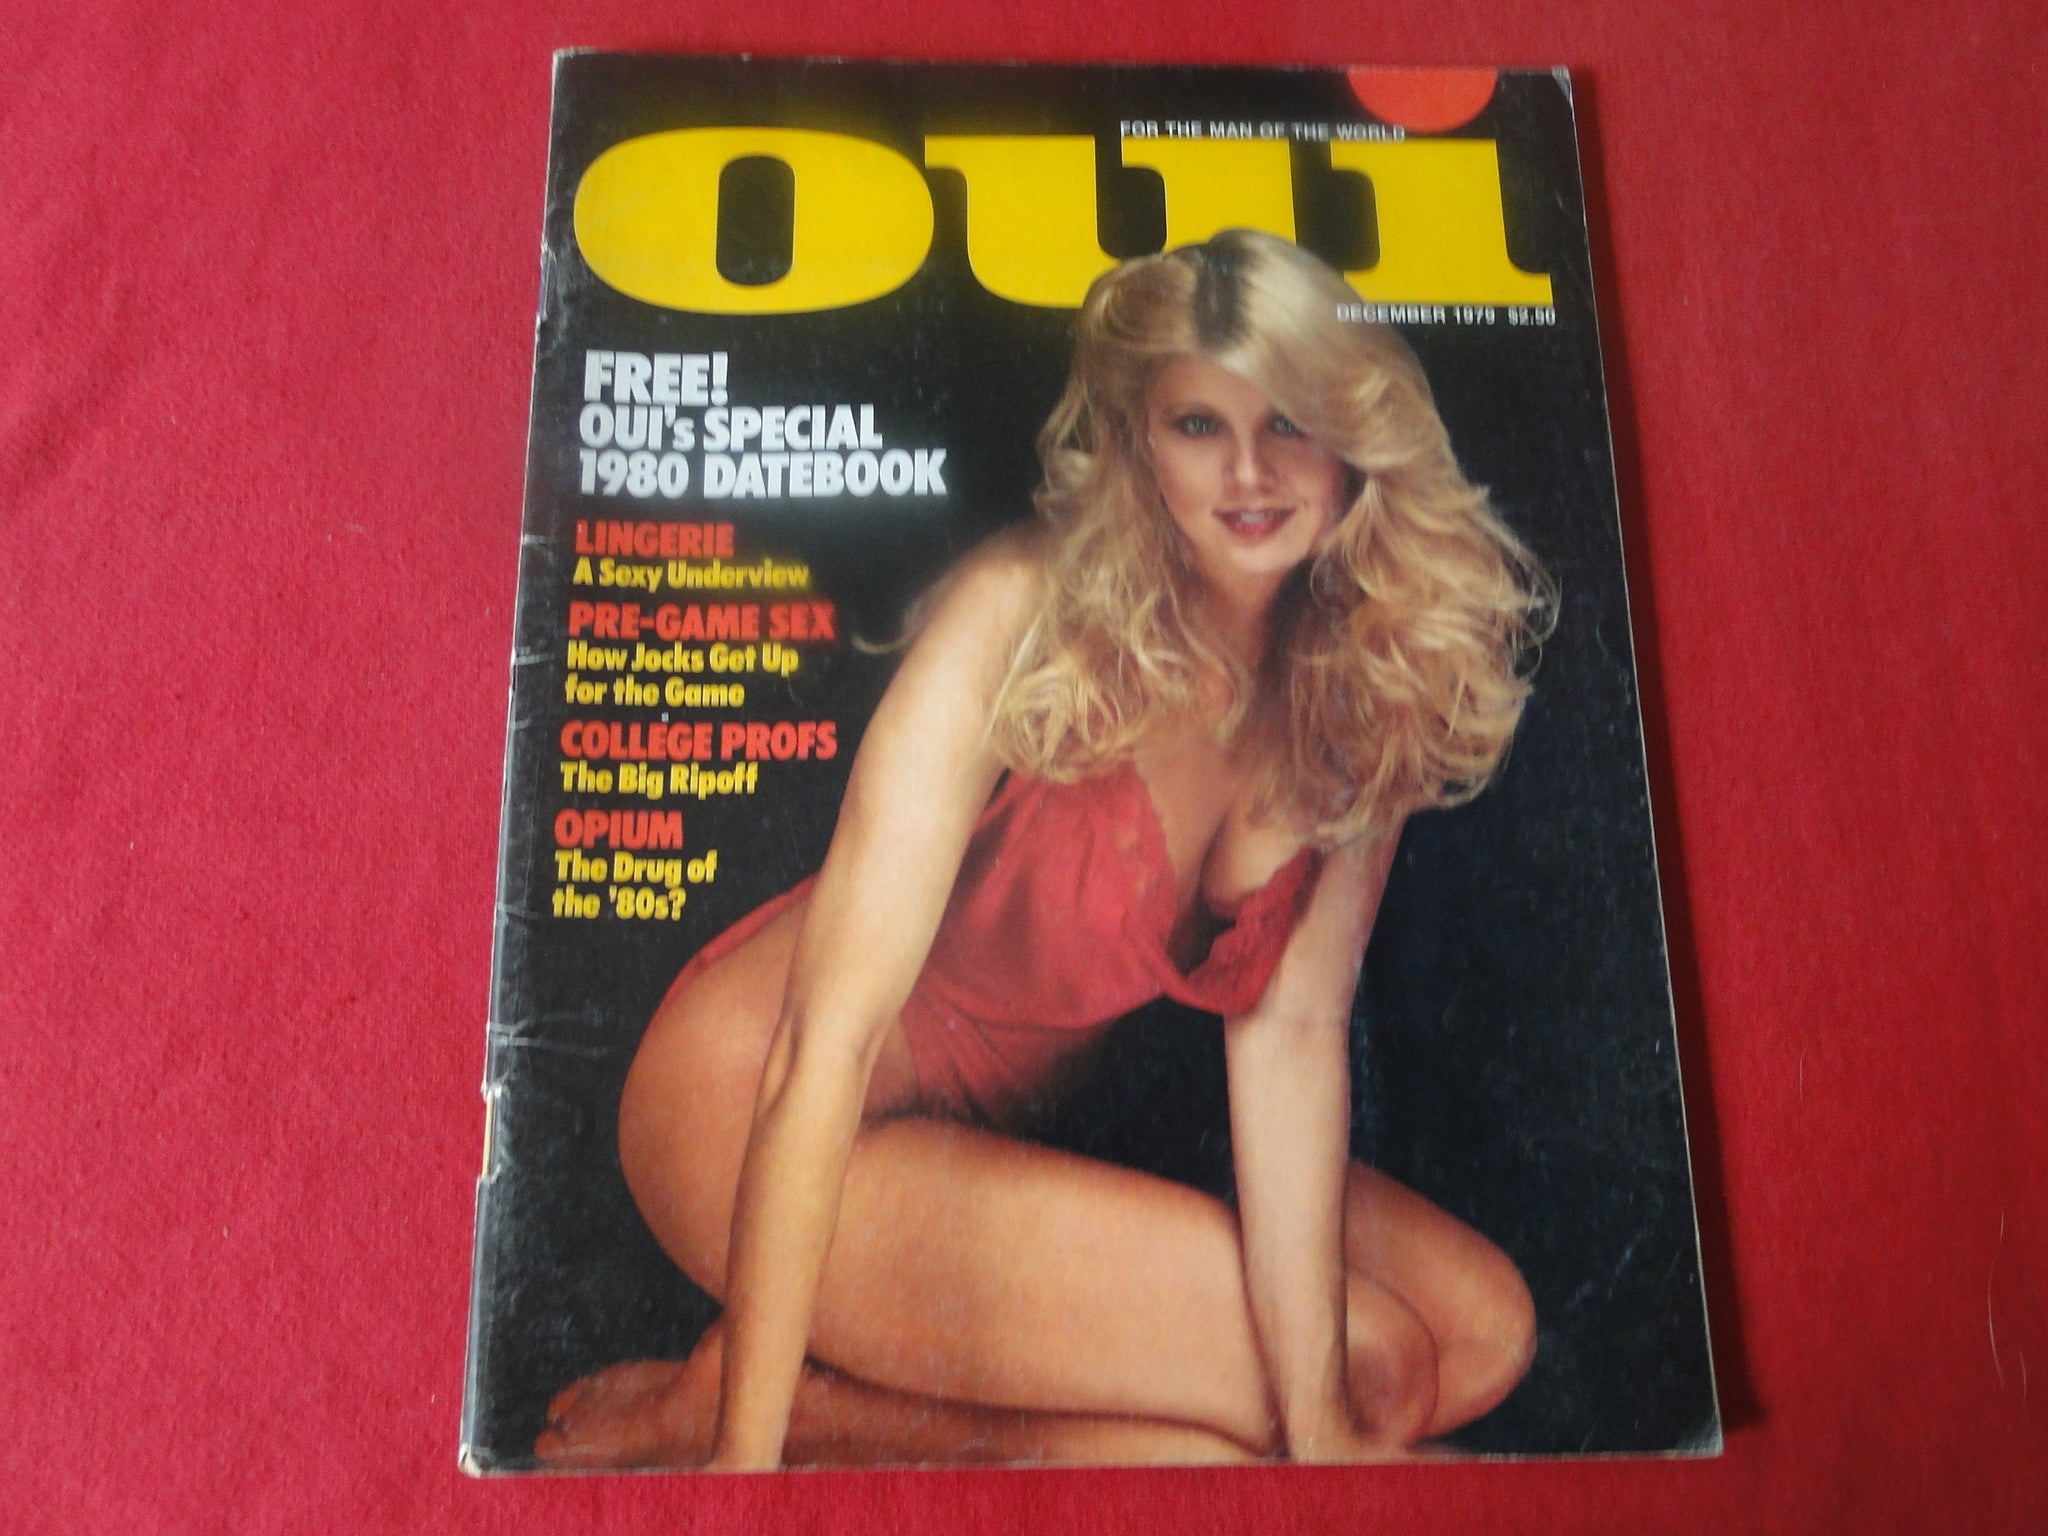 FOR THE MAN OF THE WORLD
oui
DECEMBER 1979 $2.50
FREE!
OUI's SPECIAL
1980 DATEBOOK
LINGERIE
A Sexy Underview
PRE-GAME SEX
How Jocks Get Up
for the Game
COLLEGE PROFS
The Big Ripoff
OPIUM
The Drug of
the '80s?